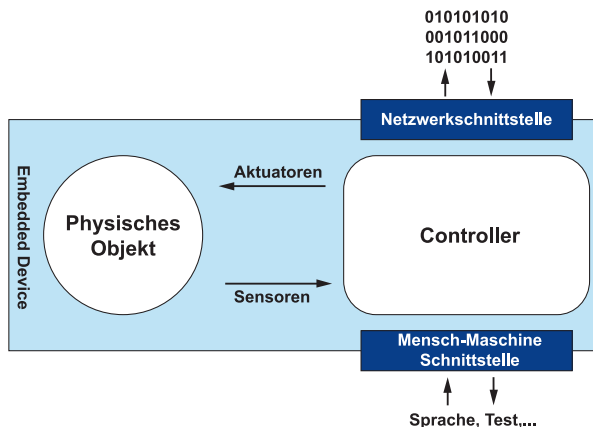 010101010
001011000
101010011
Netzwerkschnittstelle
Embedded Device
Aktuatoren
Physisches
Objekt
Controller
Sensoren
Mensch-Maschine
Schnittstelle
Sprache, Test,...